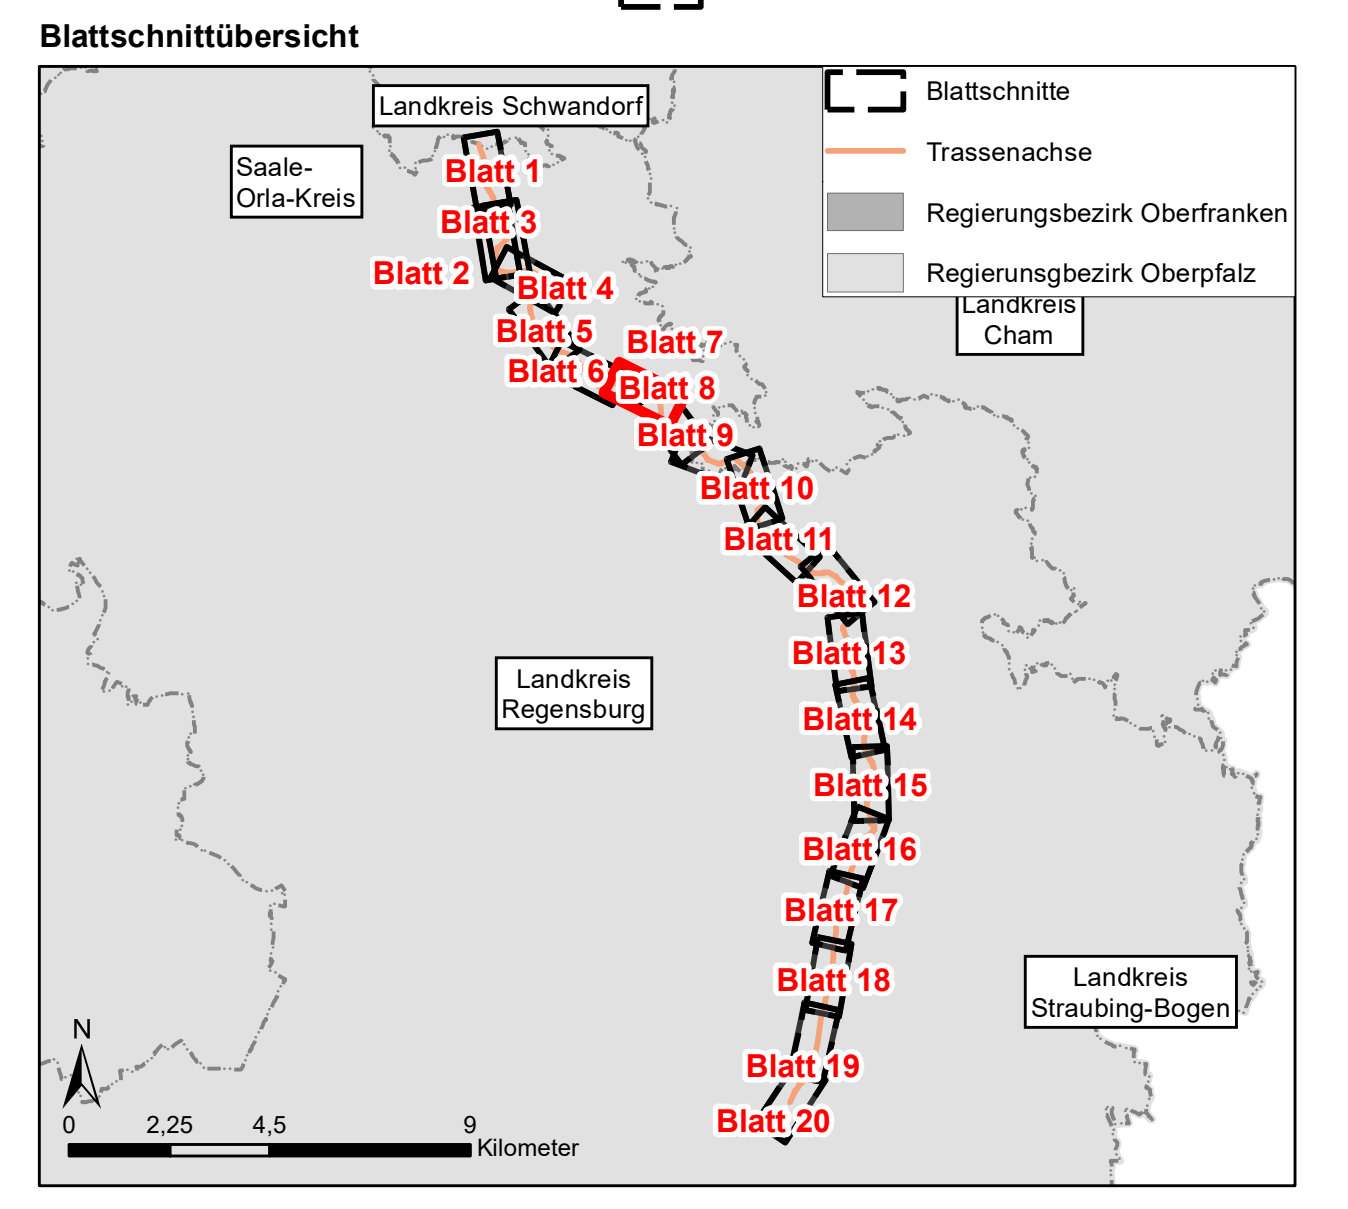 Blattschnittübersicht
Blattschnitte
Trassenachse
Regierungsbezirk Oberfranken
Regierunsgbezirk Oberpfalz
Landkreis Schwandorf
Saale-
Orla-Kreis
Landkreis
Cham
Blatt 1
Blatt 3
Blatt 2
Blatt 4
Blatt 5
Blatt 7
Blatt 6
Blatt 8
Blatt 9
Blatt 10
Blatt 11
Blatt 12
Blatt 13
Landkreis
Regensburg
Blatt 14
Blatt 15
Blatt 16
Blatt 17
Blatt 18
Landkreis
Straubing-Bogen
Blatt 19
Blatt 20
N
0 2,25 4,5 9
Kilometer